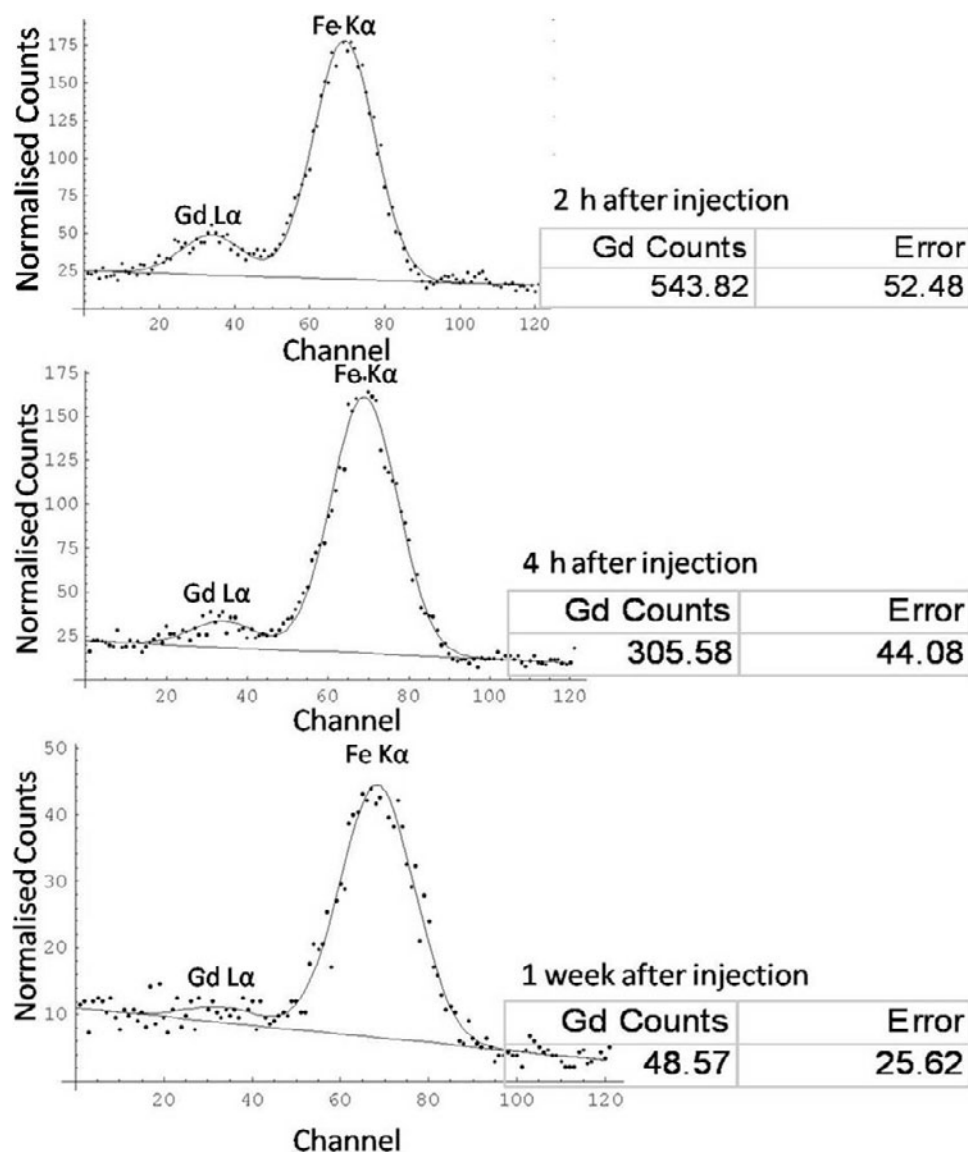 Normalised Counts
175
150
125
100
75
50
25
Fe Kα
Gd Lα
20 40 60 80 100 120
Channel
2 h after injection
Gd Counts Error
543.82 52.48
Normalised Counts
175
150
125
100
75
50
25
Fe Kα
Gd Lα
20 40 60 80 100 120
Channel
4 h after injection
Gd Counts Error
305.58 44.08
Normalised Counts
50
40
30
20
10
Fe Kα
Gd Lα
20 40 60 80 100 120
Channel
1 week after injection
Gd Counts Error
48.57 25.62